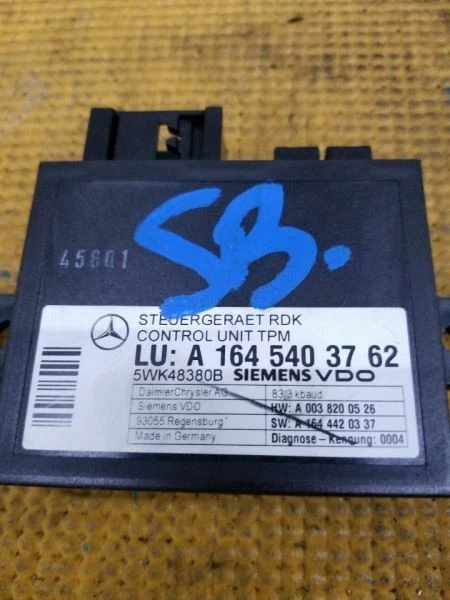 SB.
45601
STEUERGERAET RDK
CONTROL UNIT TPM
LU: A 164 540 37 62
5WK48380B SIEMENS VDO
DaimlerChrysler AG 83,3 kbaud
Siemens VDO HW: A 003 820 05 26
93055 Regensburg SW: A 164 442 03 37
Made in Germany Diagnose - Kennung: 0004